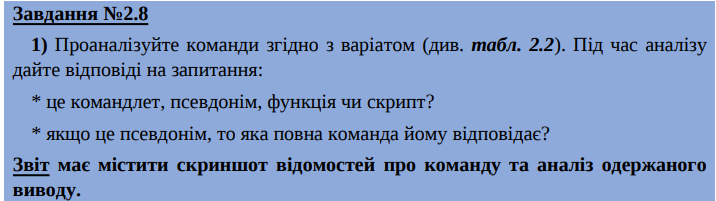 Завдання №2.8
1) Проаналізуйте команди згідно з варіатом (див. табл. 2.2). Під час аналізу
дайте відповіді на запитання:
* це командлет, псевдонім, функція чи скрипт?
* якщо це псевдонім, то яка повна команда йому відповідає?
Звіт має містити скриншот відомостей про команду та аналіз одержаного
виводу.